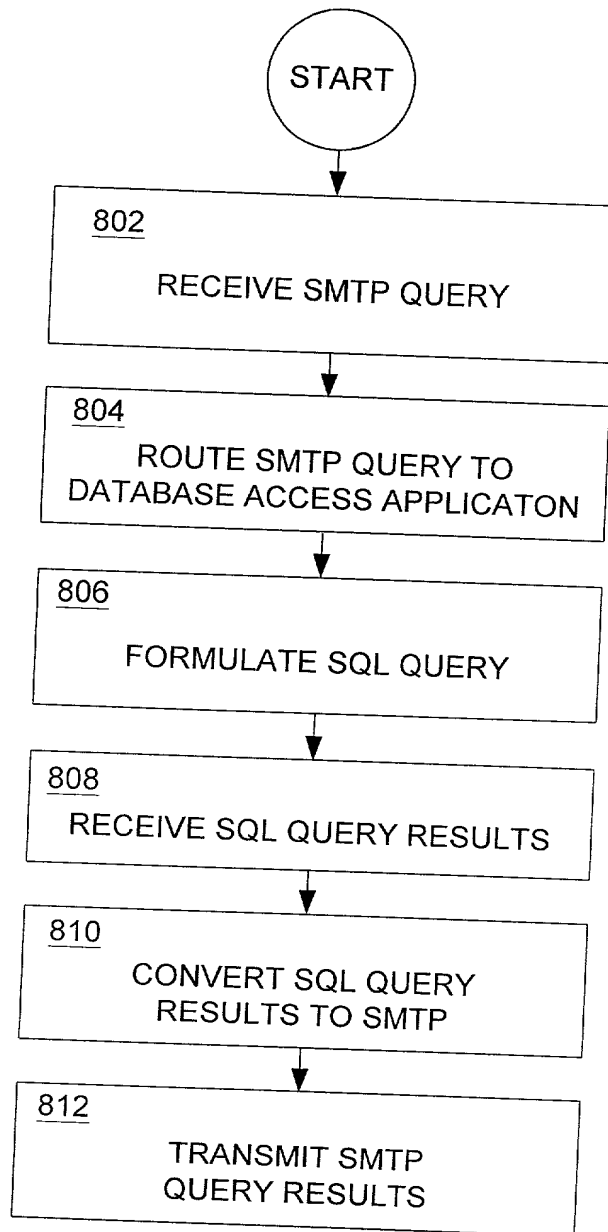 START
802
RECEIVE SMTP QUERY
804
ROUTE SMTP QUERY TO
DATABASE ACCESS APPLICATON
806
FORMULATE SQL QUERY
808
RECEIVE SQL QUERY RESULTS
810
CONVERT SQL QUERY
RESULTS TO SMTP
812
TRANSMIT SMTP
QUERY RESULTS